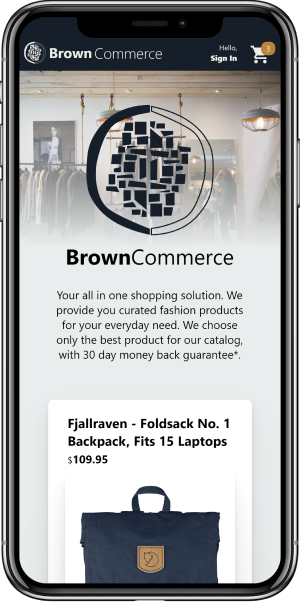 Brown Commerce
Hello,
Sign In
3
BrownCommerce
Your all in one shopping solution. We
provide you curated fashion products
for your everyday need. We choose
only the best product for our catalog,
with 30 day money back guarantee*.
Fjallraven - Foldsack No. 1
Backpack, Fits 15 Laptops
$109.95